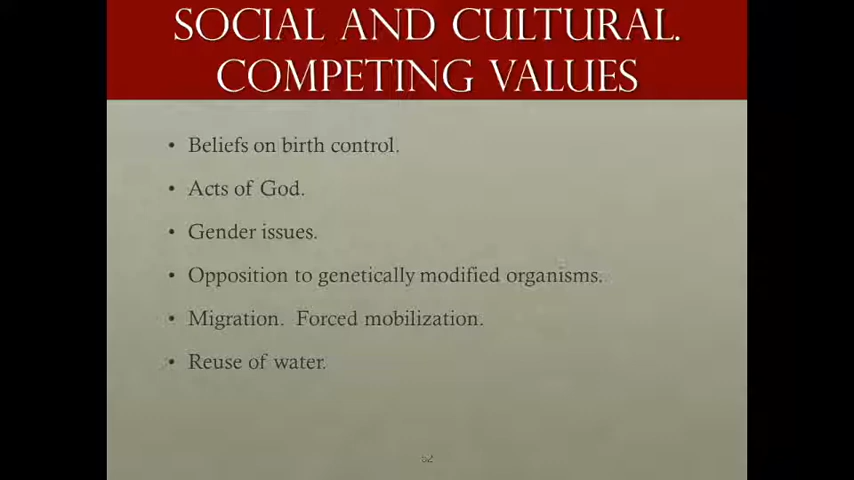 SOCIAL AND CULTURAL.
COMPETING VALUES
• Beliefs on birth control.
• Acts of God.
• Gender issues.
• Opposition to genetically modified organisms.
• Migration. Forced mobilization.
• Reuse of water.
52